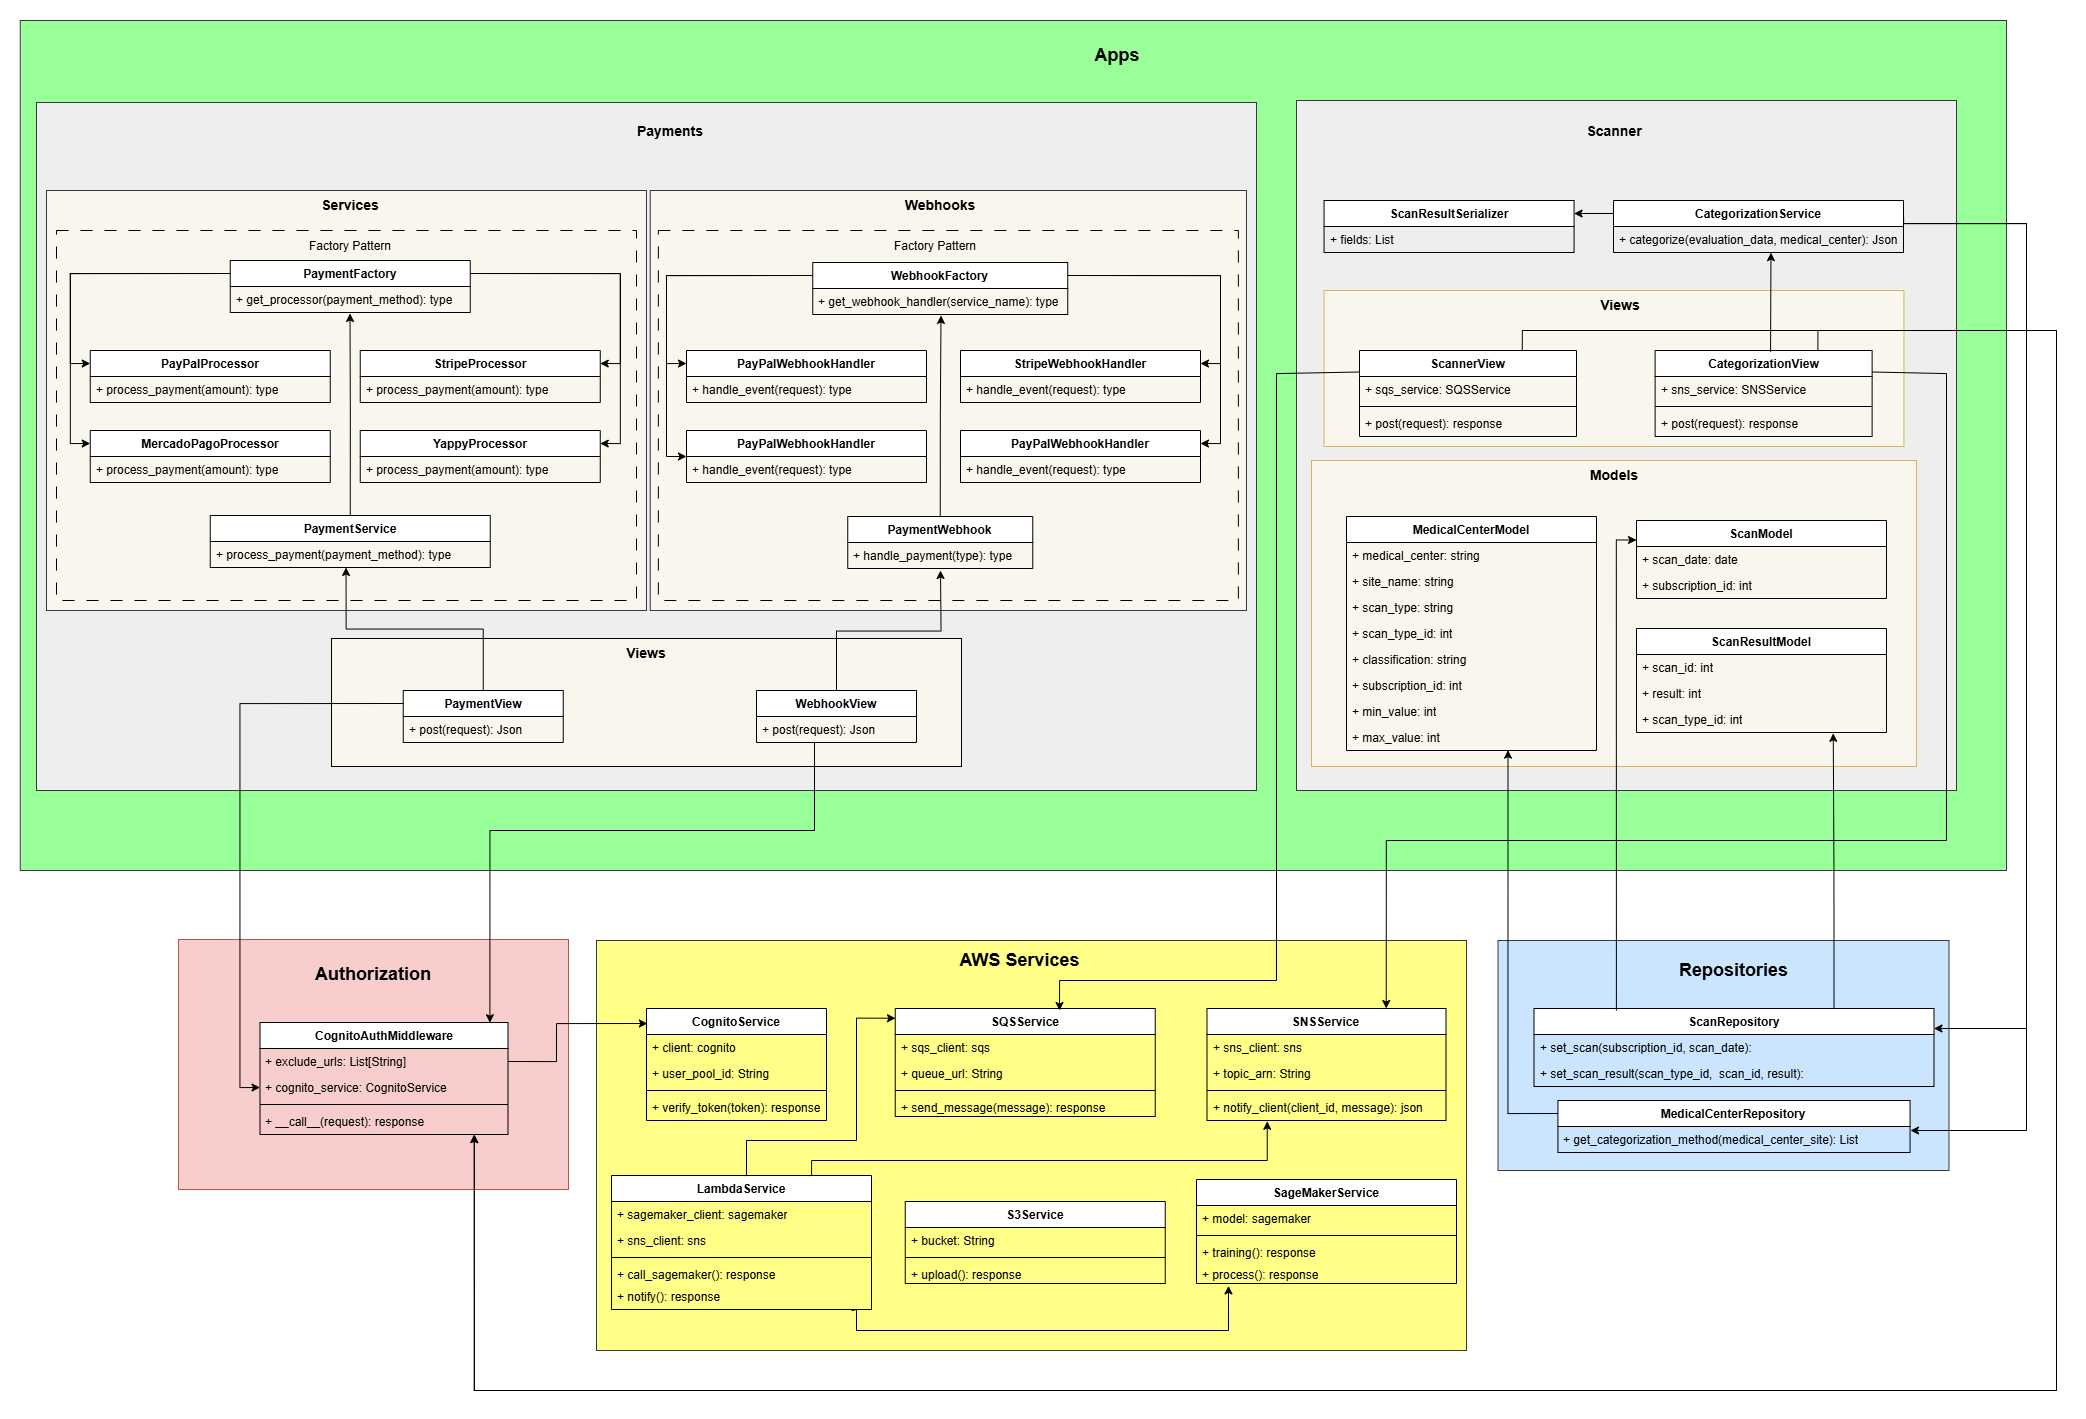 Apps
Payments
Services
Factory Pattern
PaymentFactory
+ get_processor(payment_method): type
PayPalProcessor
+ process_payment(amount): type
StripeProcessor
+ process_payment(amount): type
MercadoPagoProcessor
+ process_payment(amount): type
YappyProcessor
+ process_payment(amount): type
PaymentService
+ process_payment(payment_method): type
Webhooks
Factory Pattern
WebhookFactory
+ get_webhook_handler(service_name): type
PayPalWebhookHandler
+ handle_event(request): type
StripeWebhookHandler
+ handle_event(request): type
PayPalWebhookHandler
+ handle_event(request): type
PayPalWebhookHandler
+ handle_event(request): type
PaymentWebhook
+ handle_payment(type): type
Views
PaymentView
+ post(request): Json
WebhookView
+ post(request): Json
Scanner
ScanResultSerializer
+ fields: List
CategorizationService
+ categorize(evaluation_data, medical_center): Json
Views
ScannerView
+ sqs_service: SQSService
+ post(request): response
CategorizationView
+ sns_service: SNSService
+ post(request): response
Models
MedicalCenterModel
+ medical_center: string
+ site_name: string
+ scan_type: string
+ scan_type_id: int
+ classification: string
+ subscription_id: int
+ min_value: int
+ max_value: int
ScanModel
+ scan_date: date
+ subscription_id: int
ScanResultModel
+ scan_id: int
+ result: int
+ scan_type_id: int
Authorization
CognitoAuthMiddleware
+ exclude_urls: List[String]
+ cognito_service: CognitoService
+ __call__(request): response
AWS Services
CognitoService
+ client: cognito
+ user_pool_id: String
+ verify_token(token): response
SQSService
+ sqs_client: sqs
+ queue_url: String
+ send_message(message): response
SNSService
+ sns_client: sns
+ topic_arn: String
+ notify_client(client_id, message): json
LambdaService
+ sagemaker_client: sagemaker
+ sns_client: sns
+ call_sagemaker(): response
+ notify(): response
S3Service
+ bucket: String
+ upload(): response
SageMakerService
+ model: sagemaker
+ training(): response
+ process(): response
Repositories
ScanRepository
+ set_scan(subscription_id, scan_date):
+ set_scan_result(scan_type_id, scan_id, result):
MedicalCenterRepository
+ get_categorization_method(medical_center_site): List